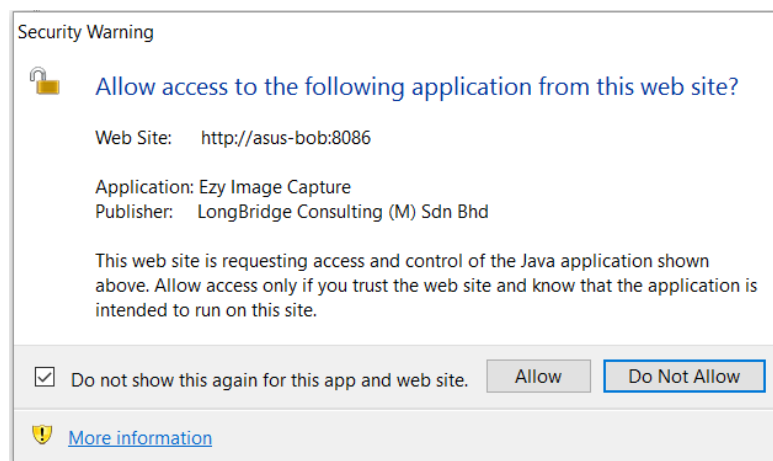 Security Warning
Allow access to the following application from this web site?
Web Site: http://asus-bob:8086
Application: Ezy Image Capture
Publisher: LongBridge Consulting (M) Sdn Bhd
This web site is requesting access and control of the Java application shown
above. Allow access only if you trust the web site and know that the application is
intended to run on this site.
Do not show this again for this app and web site.
Allow
Do Not Allow
More information